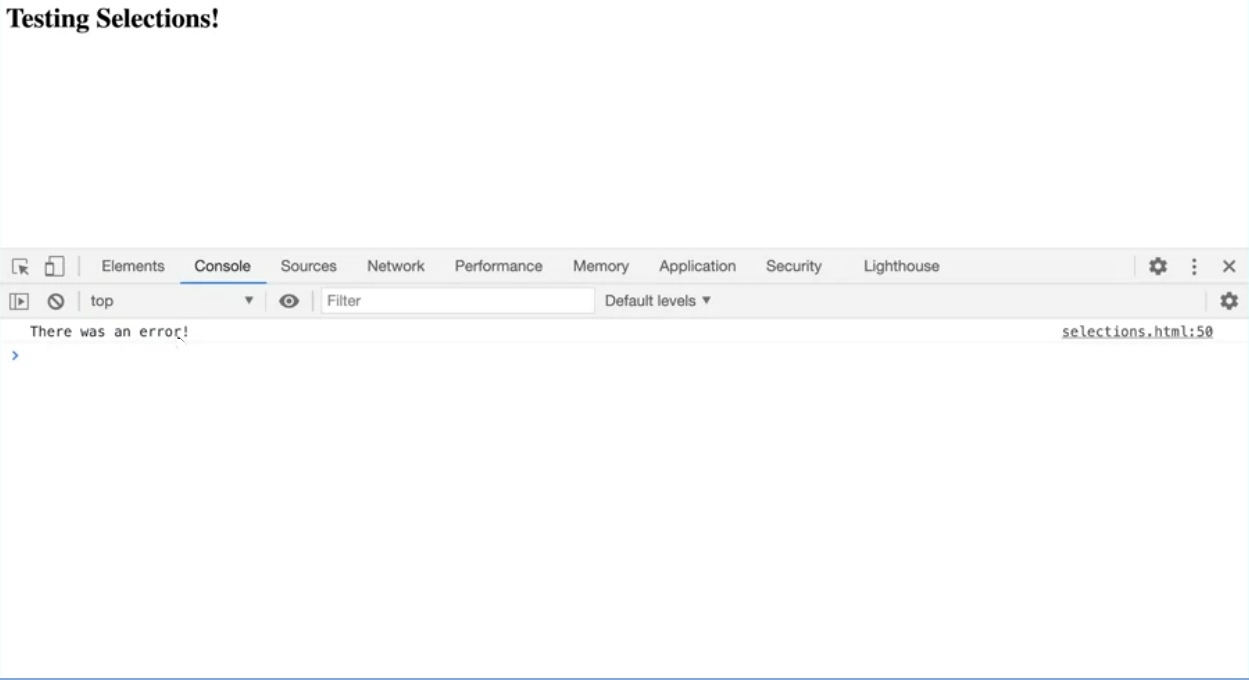 Testing Selections!
Elements Console Sources Network Performance Memory Application Security Lighthouse
top Filter Default levels
There was an error! selections.html:50